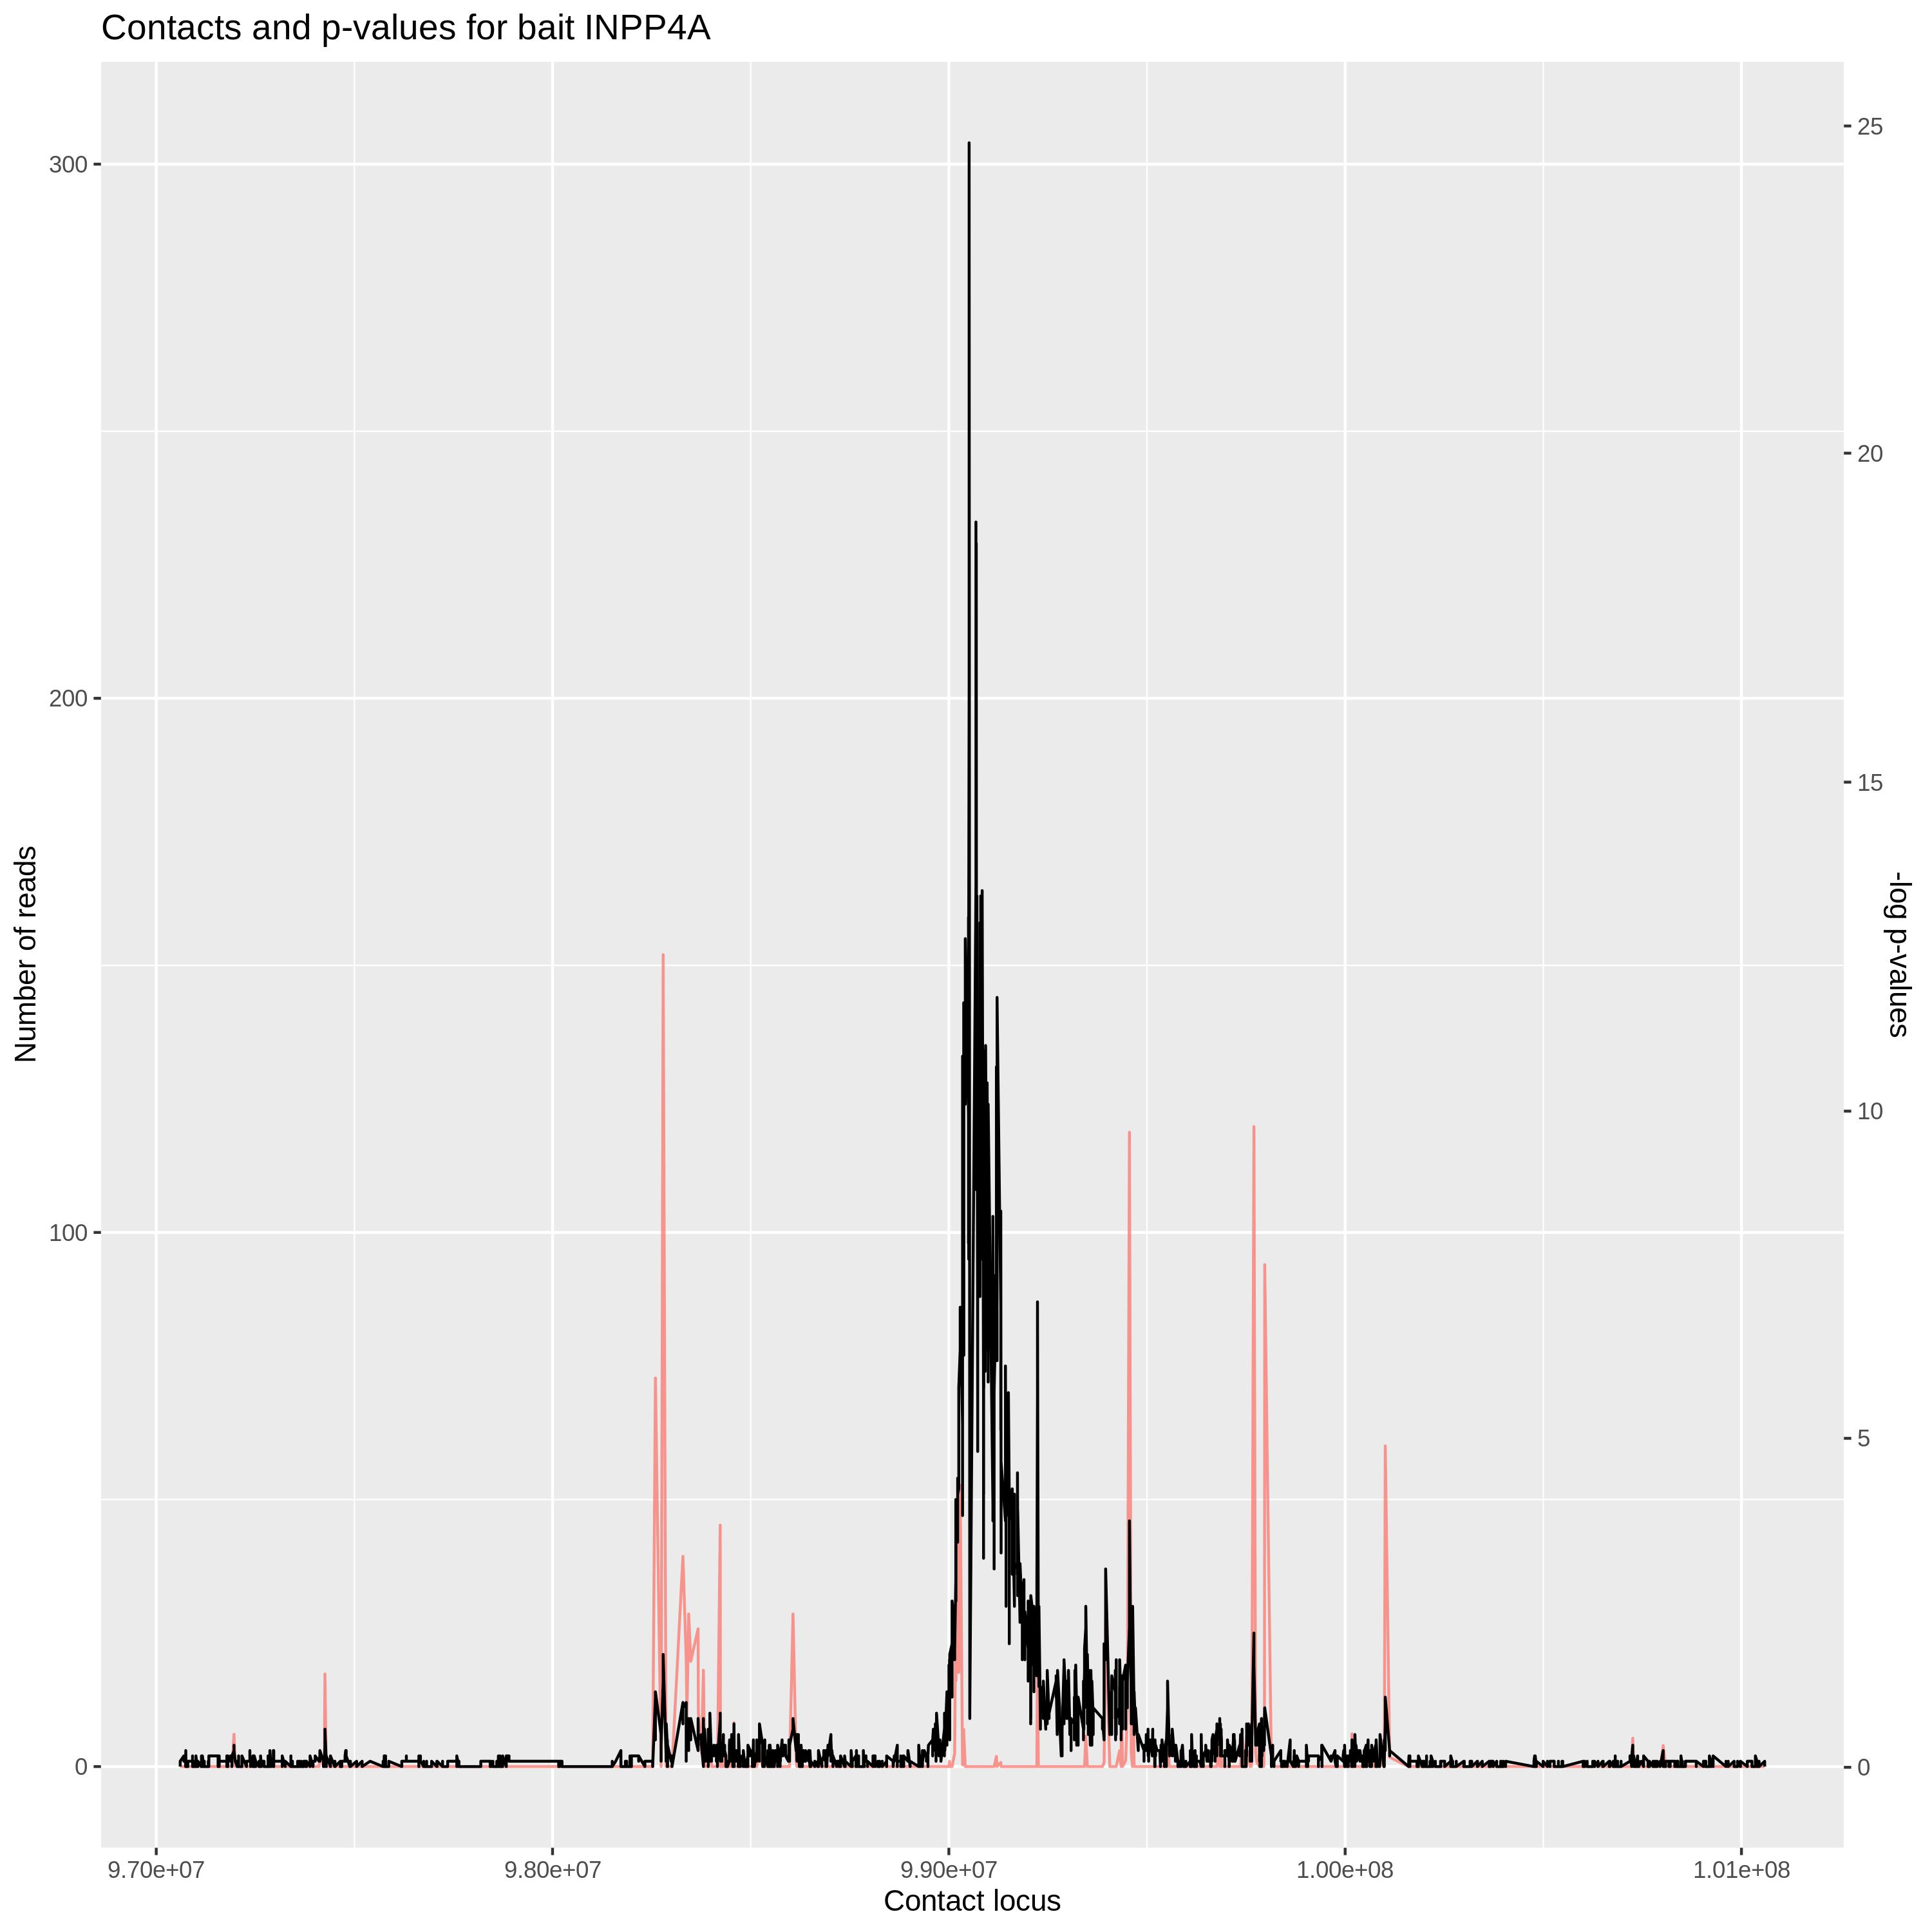 Contacts and p-values for bait INPP4A
300
200
100
0
Number of reads
25
20
15
10
5
0
-log p-values
9.70e+07
9.80e+07
9.90e+07
1.00e+08
1.01e+08
Contact locus